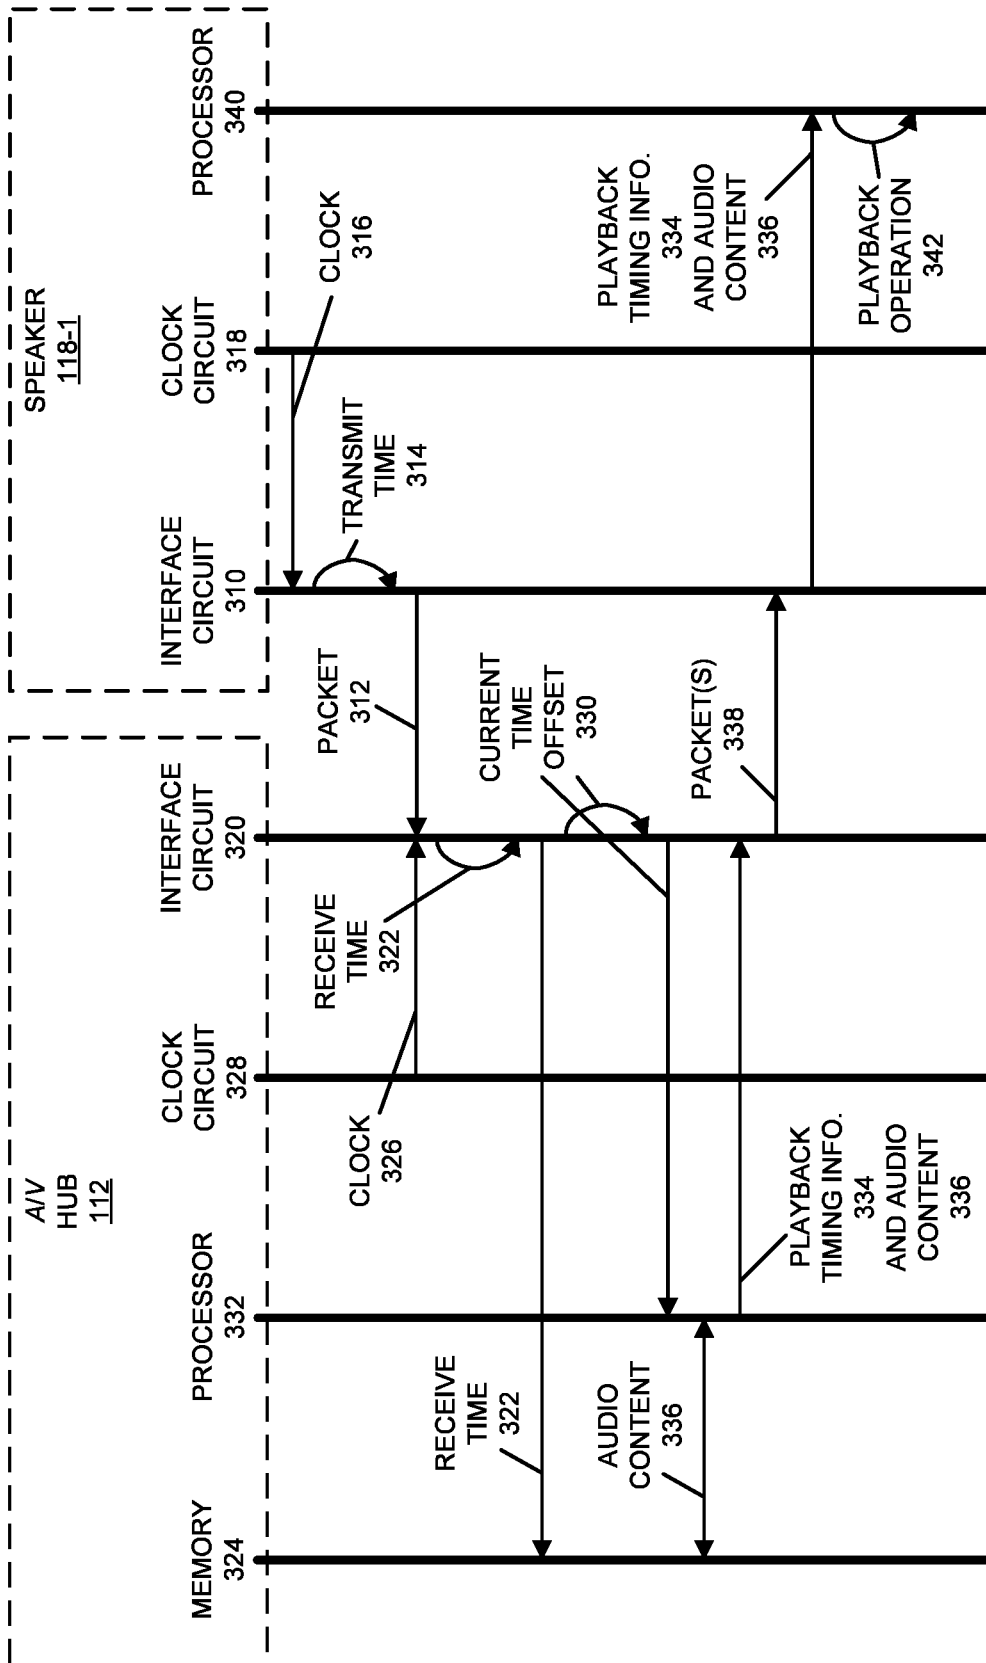 A/V
HUB
112
SPEAKER
118-1
MEMORY
324
PROCESSOR
332
CLOCK
CIRCUIT
328
INTERFACE
CIRCUIT
320
INTERFACE
CIRCUIT
310
CLOCK
CIRCUIT
318
PROCESSOR
340
CLOCK
316
TRANSMIT
TIME
314
PACKET
312
CLOCK
326
RECEIVE
TIME
322
RECEIVE
TIME
322
CURRENT
TIME
OFFSET
330
AUDIO
CONTENT
336
PLAYBACK
TIMING INFO.
334
AND AUDIO
CONTENT
336
PACKET(S)
338
PLAYBACK
TIMING INFO.
334
AND AUDIO
CONTENT
336
PLAYBACK
OPERATION
342